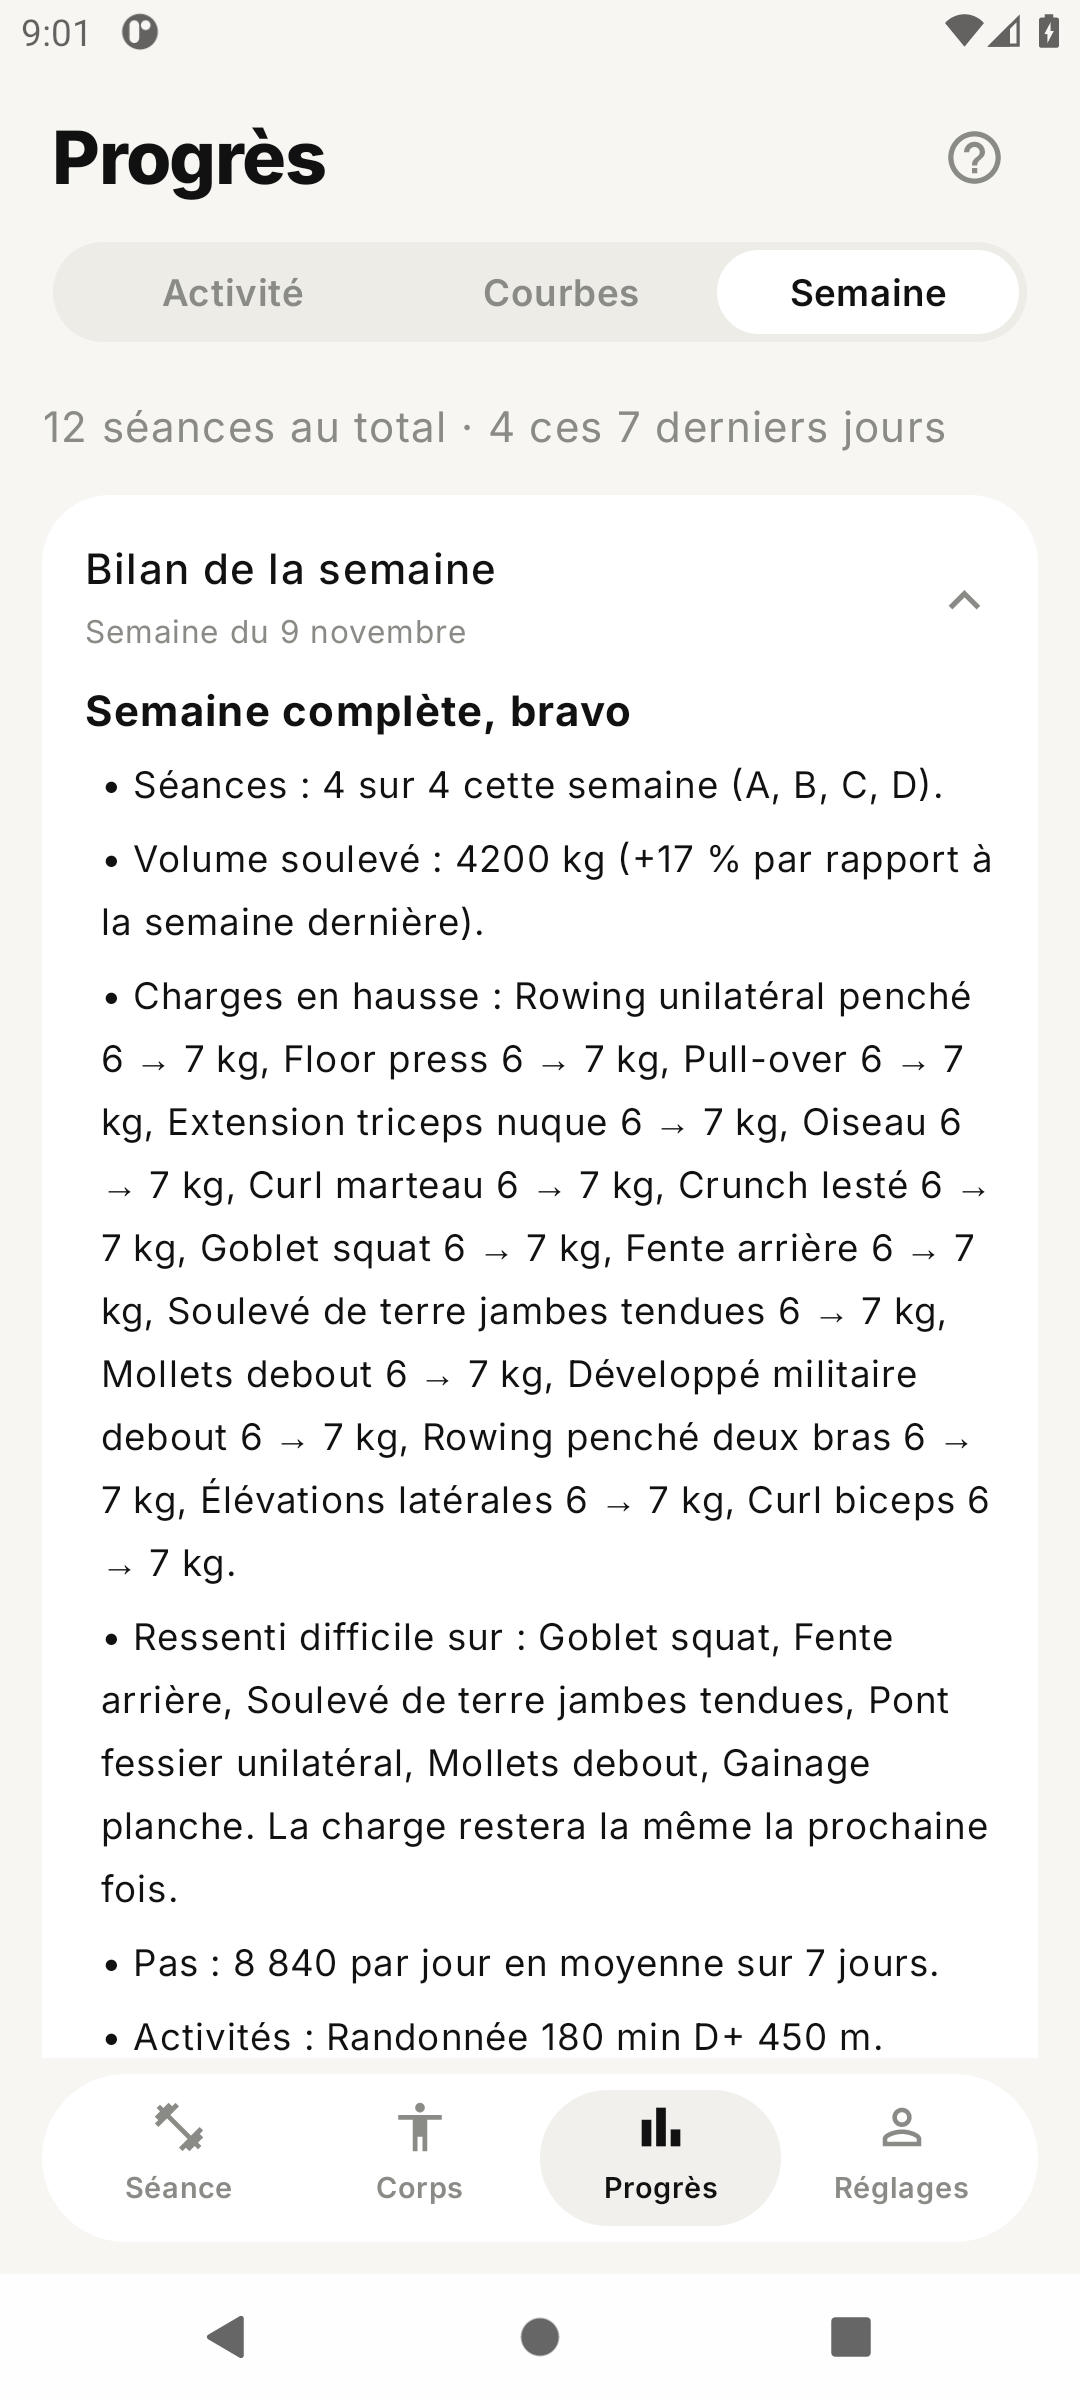 9:01
Progrès
Activité
Courbes
Semaine
12 séances au total · 4 ces 7 derniers jours
Bilan de la semaine
Semaine du 9 novembre
Semaine complète, bravo
• Séances : 4 sur 4 cette semaine (A, B, C, D).
• Volume soulevé : 4200 kg (+17 % par rapport à
la semaine dernière).
• Charges en hausse : Rowing unilatéral penché
6 → 7 kg, Floor press 6 → 7 kg, Pull-over 6 → 7
kg, Extension triceps nuque 6 → 7 kg, Oiseau 6
→ 7 kg, Curl marteau 6 → 7 kg, Crunch lesté 6 →
7 kg, Goblet squat 6 → 7 kg, Fente arrière 6 → 7
kg, Soulevé de terre jambes tendues 6 → 7 kg,
Mollets debout 6 → 7 kg, Développé militaire
debout 6 → 7 kg, Rowing penché deux bras 6 →
7 kg, Élévations latérales 6 → 7 kg, Curl biceps 6
→ 7 kg.
• Ressenti difficile sur : Goblet squat, Fente
arrière, Soulevé de terre jambes tendues, Pont
fessier unilatéral, Mollets debout, Gainage
planche. La charge restera la même la prochaine
fois.
• Pas : 8 840 par jour en moyenne sur 7 jours.
• Activités : Randonnée 180 min D+ 450 m.
Séance
Corps
Progrès
Réglages